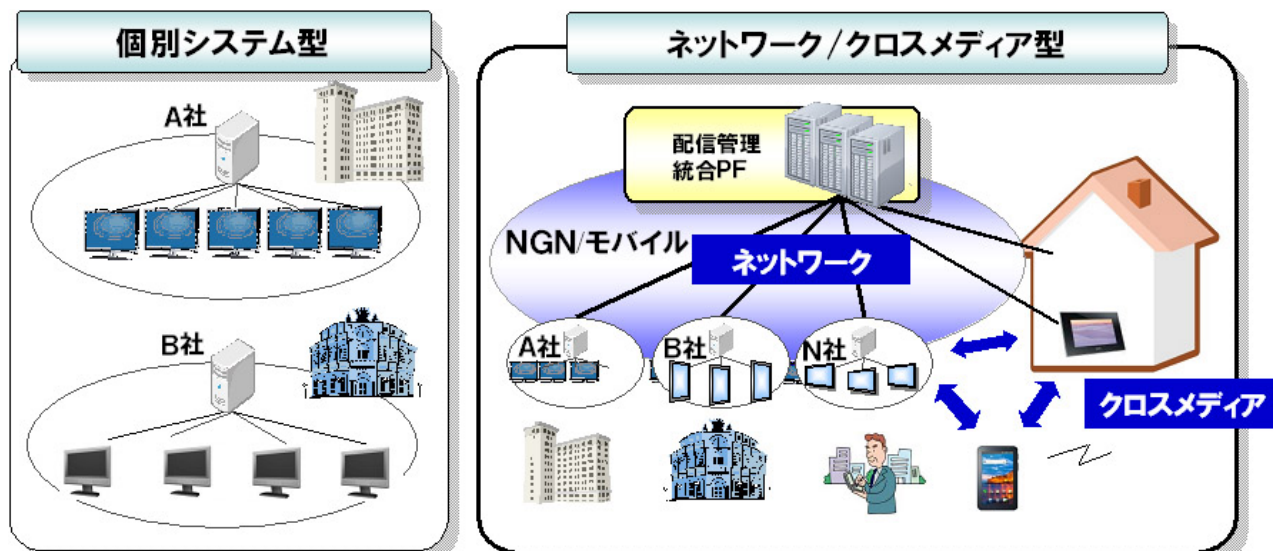 個別システム型
A社
B社
ネットワーク/クロスメディア型
配信管理
統合PF
NGN/モバイル
ネットワーク
A社
B社
N社
クロスメディア